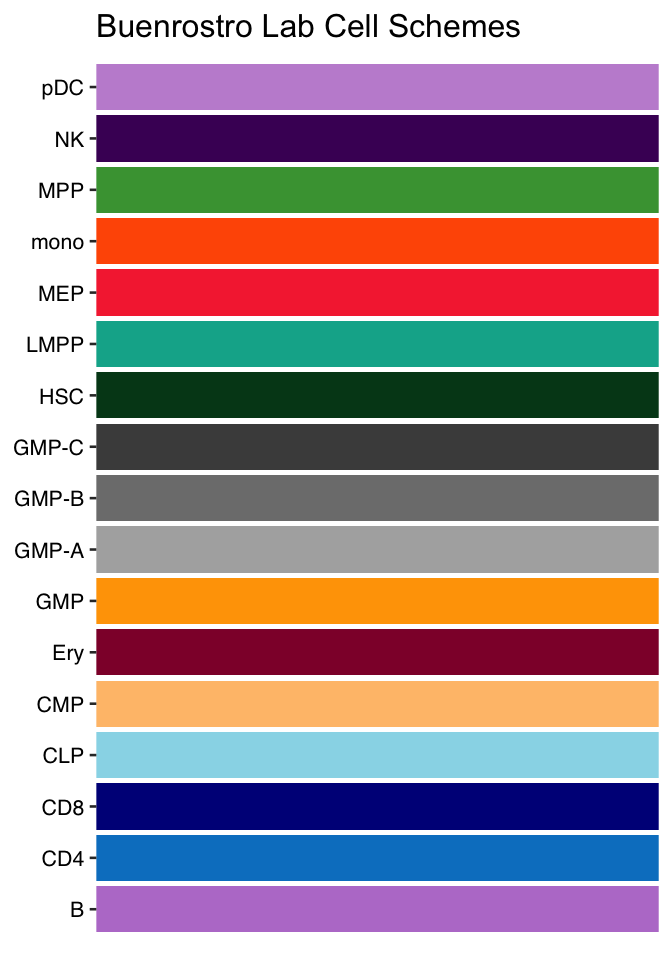 Buenrostro Lab Cell Schemes
pDC
NK
MPP
mono
MEP
LMPP
HSC
GMP-C
GMP-B
GMP-A
GMP
Ery
CMP
CLP
CD8
CD4
B